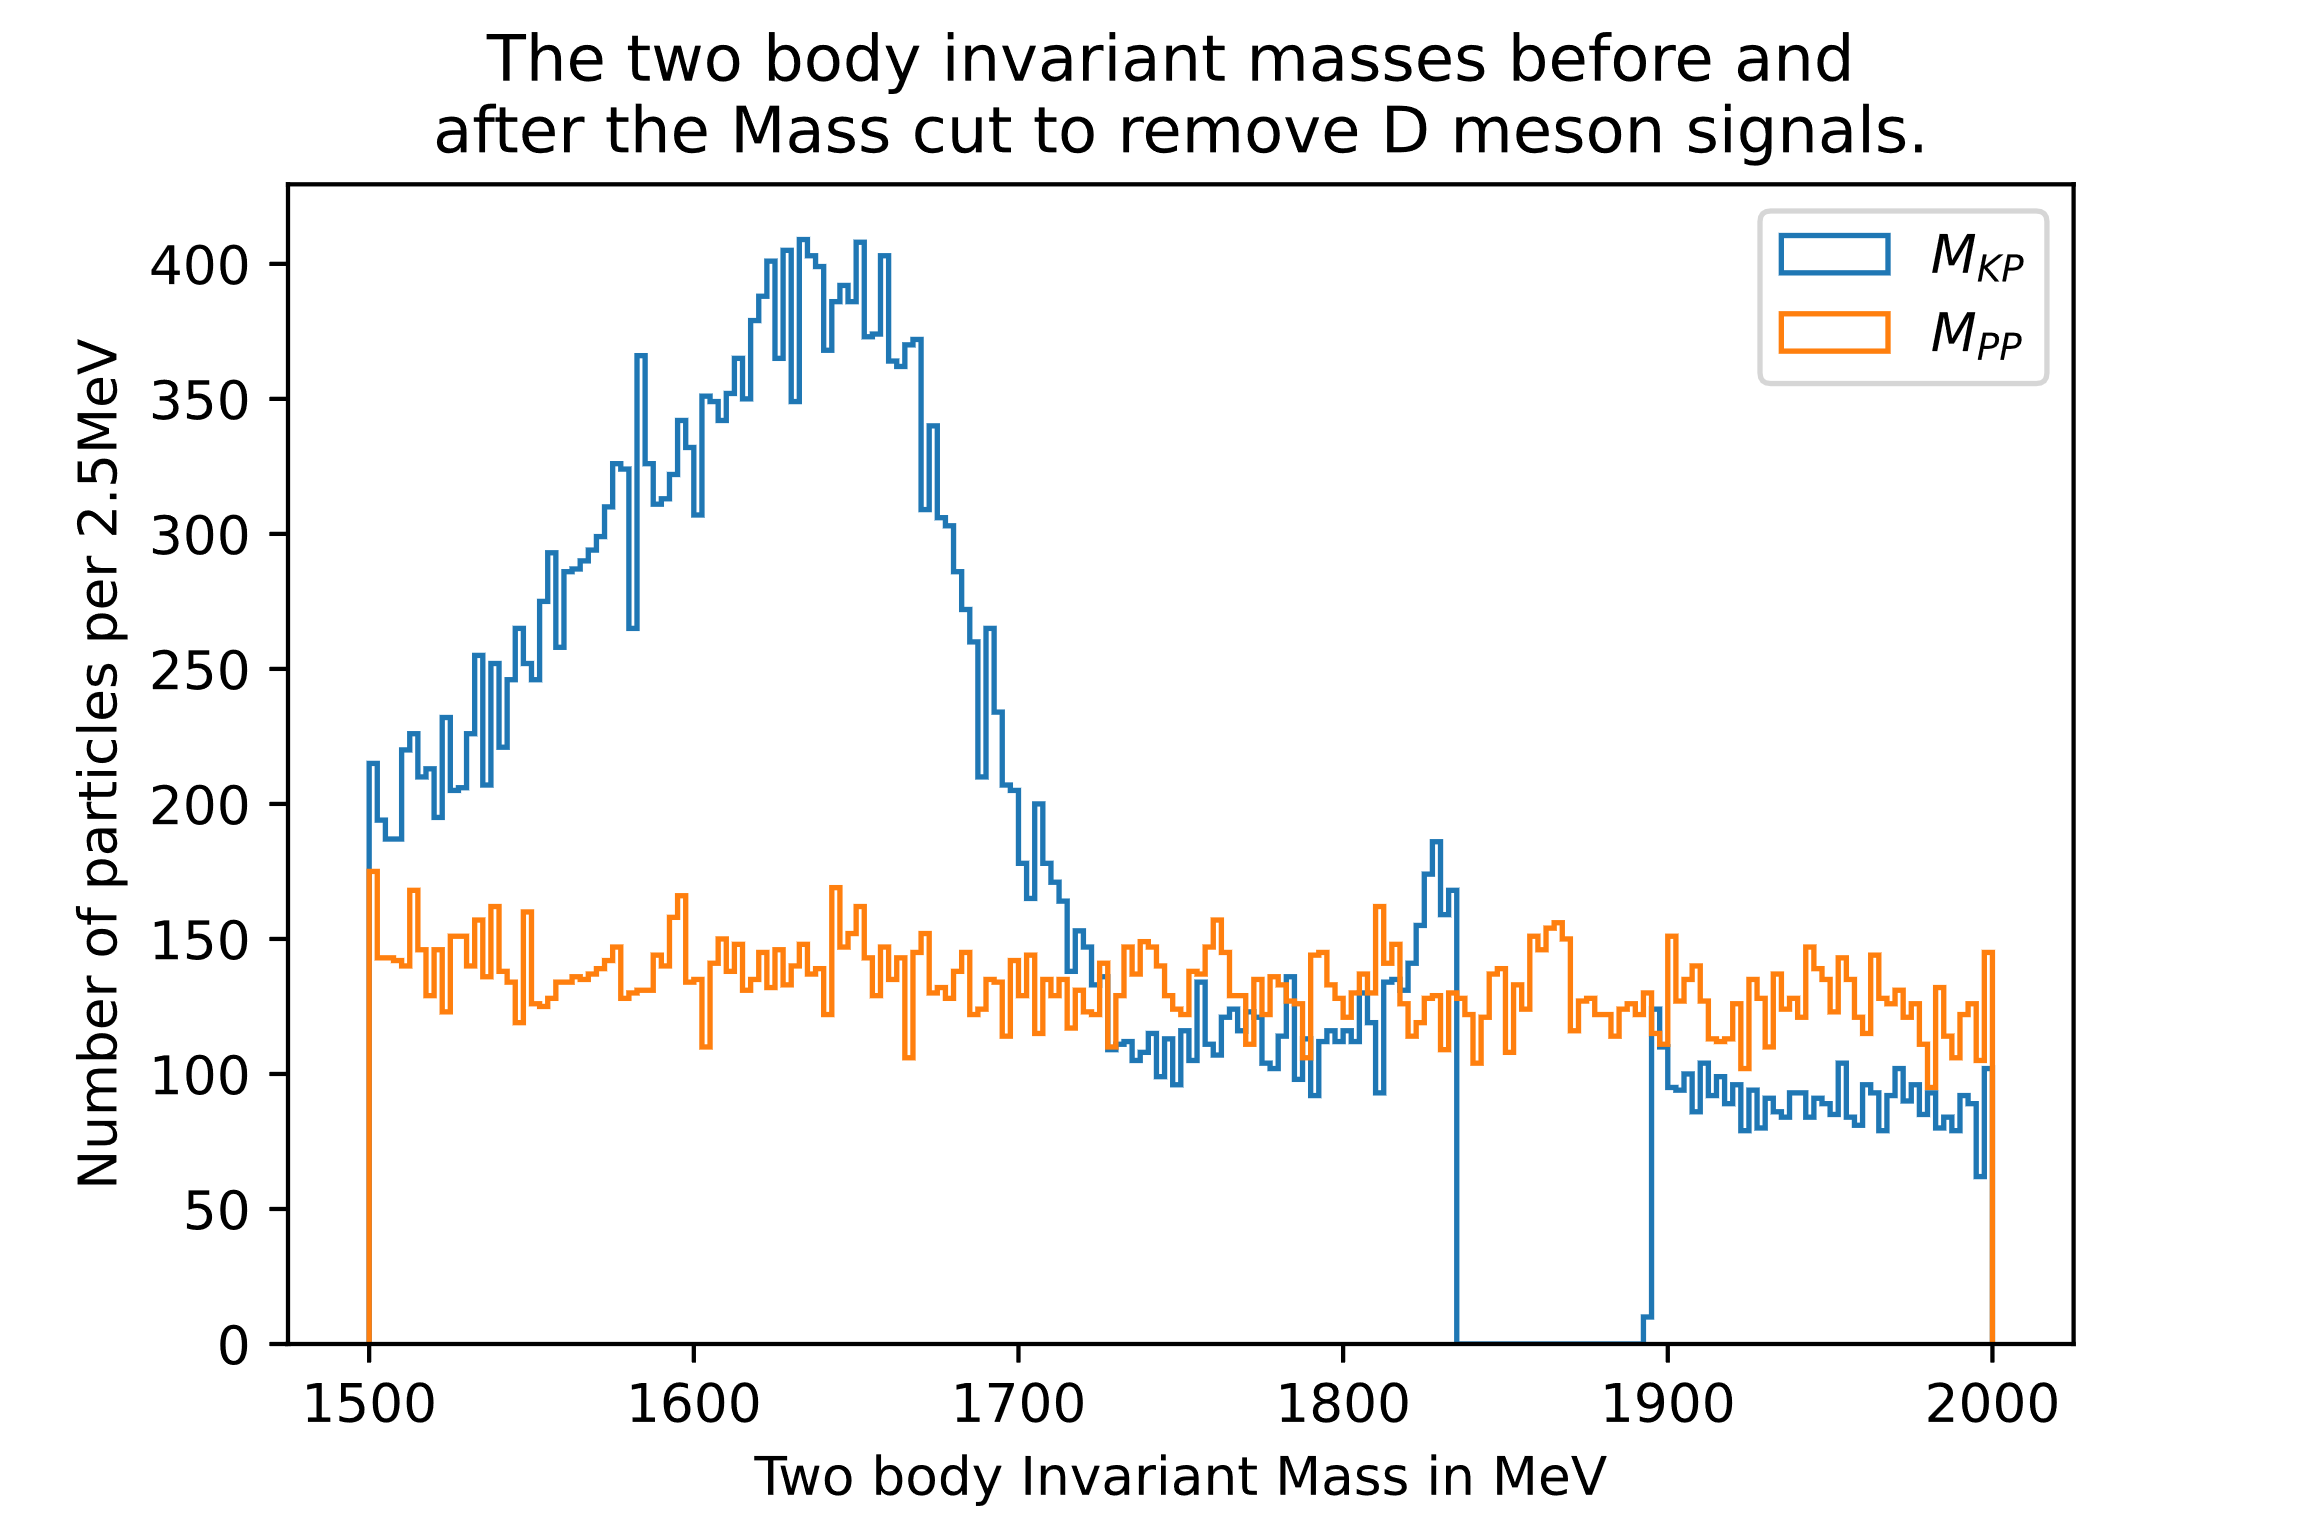 The two body invariant masses before and
after the Mass cut to remove D meson signals.
M_KP
M_PP
Number of particles per 2.5MeV
400
350
300
250
200
150
100
50
0
1500 1600 1700 1800 1900 2000
Two body Invariant Mass in MeV